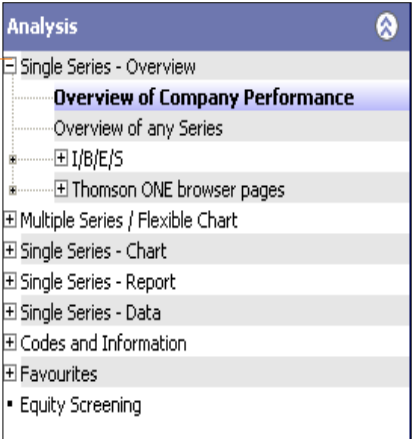 Analysis
Single Series - Overview
Overview of Company Performance
Overview of any Series
I/B/E/S
Thomson ONE browser pages
Multiple Series / Flexible Chart
Single Series - Chart
Single Series - Report
Single Series - Data
Codes and Information
Favourites
Equity Screening